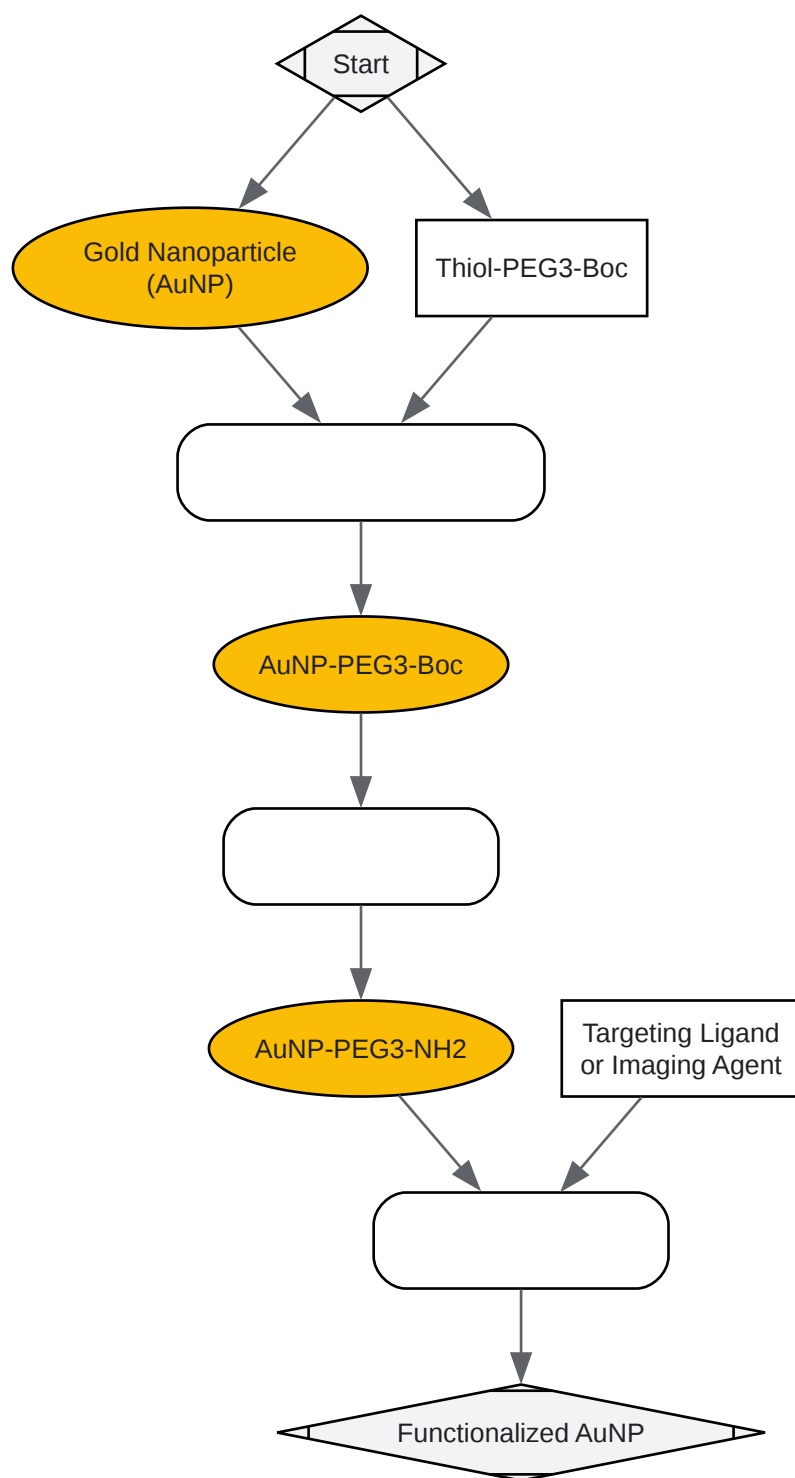 Start
Gold Nanoparticle
(AuNP)
Thiol-PEG3-Boc
AuNP-PEG3-Boc
AuNP-PEG3-NH2
Targeting Ligand
or Imaging Agent
Functionalized AuNP